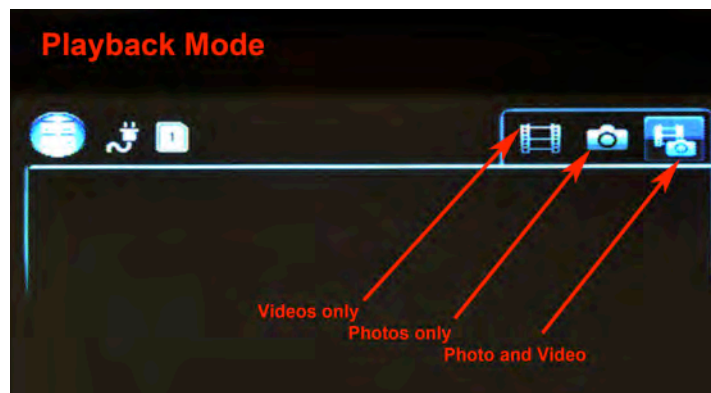 Playback Mode
1
Videos only
Photos only
Photo and Video